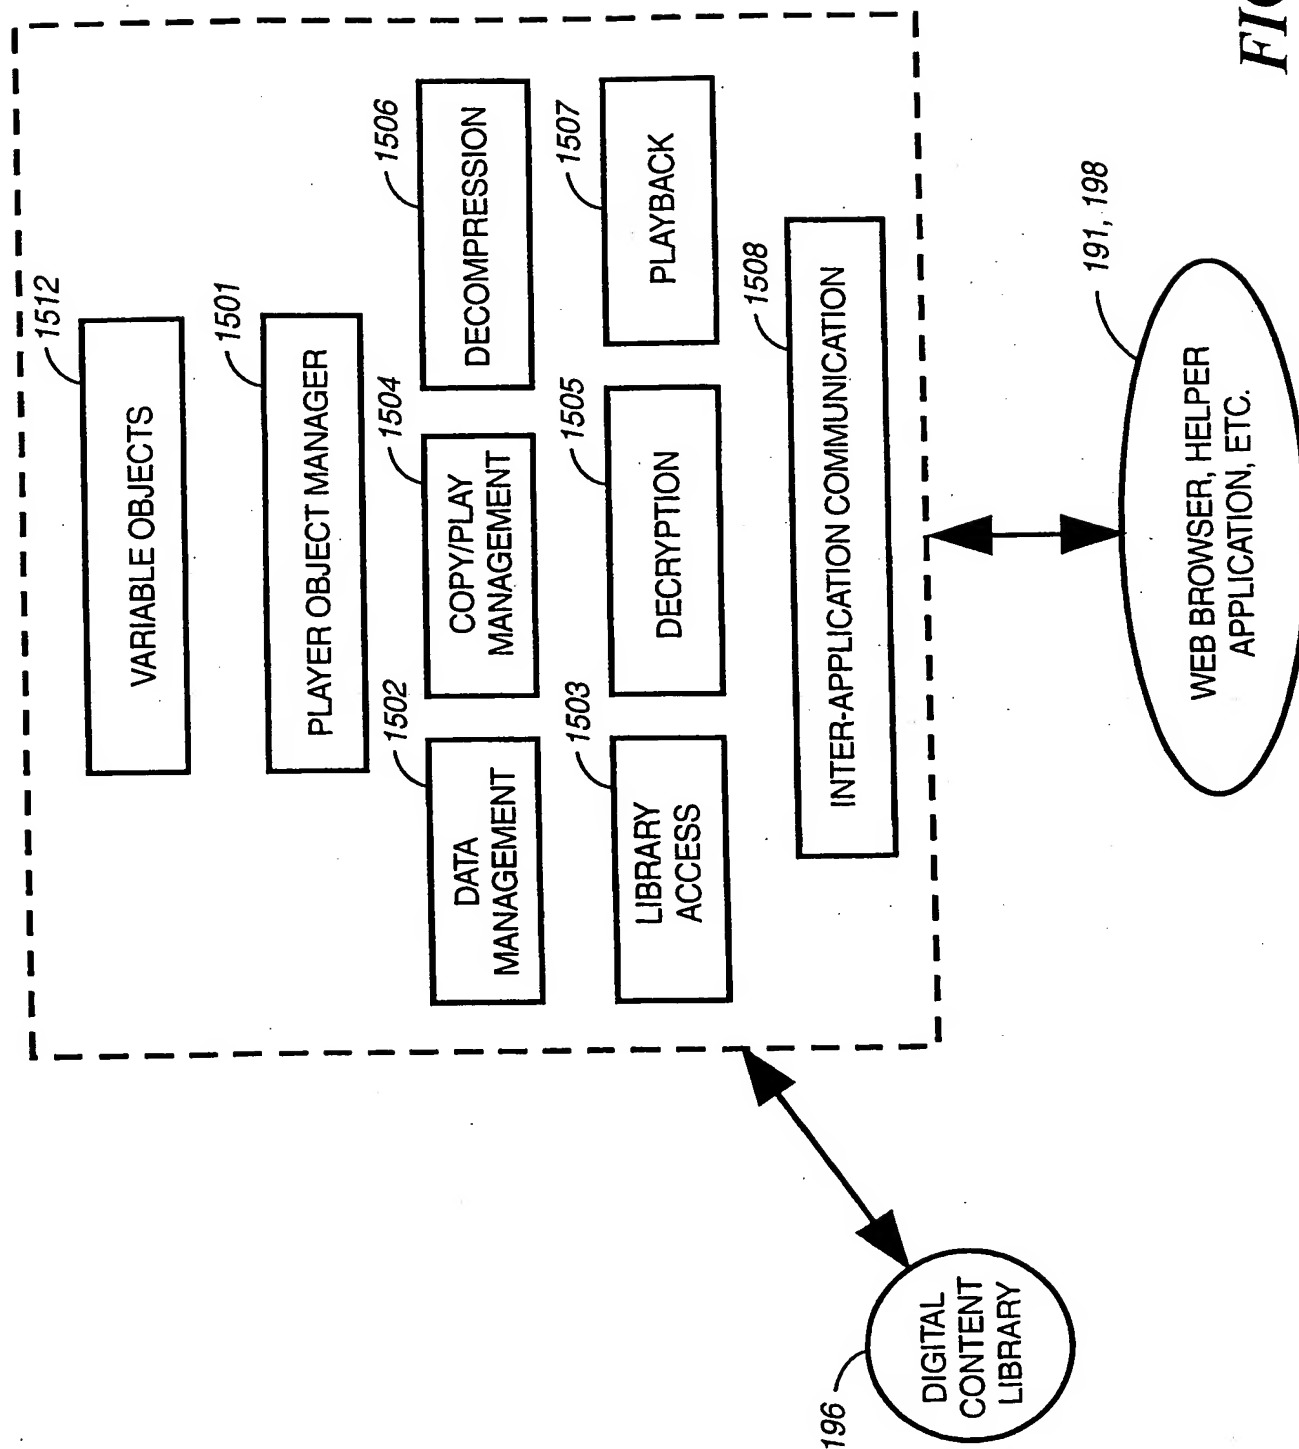 1512
VARIABLE OBJECTS
1501
PLAYER OBJECT MANAGER
1502
DATA
MANAGEMENT
1504
COPY/PLAY
MANAGEMENT
1506
DECOMPRESSION
1503
LIBRARY
ACCESS
1505
DECRYPTION
1507
PLAYBACK
1508
INTER-APPLICATION COMMUNICATION
196
DIGITAL
CONTENT
LIBRARY
191, 198
WEB BROWSER, HELPER
APPLICATION, ETC.